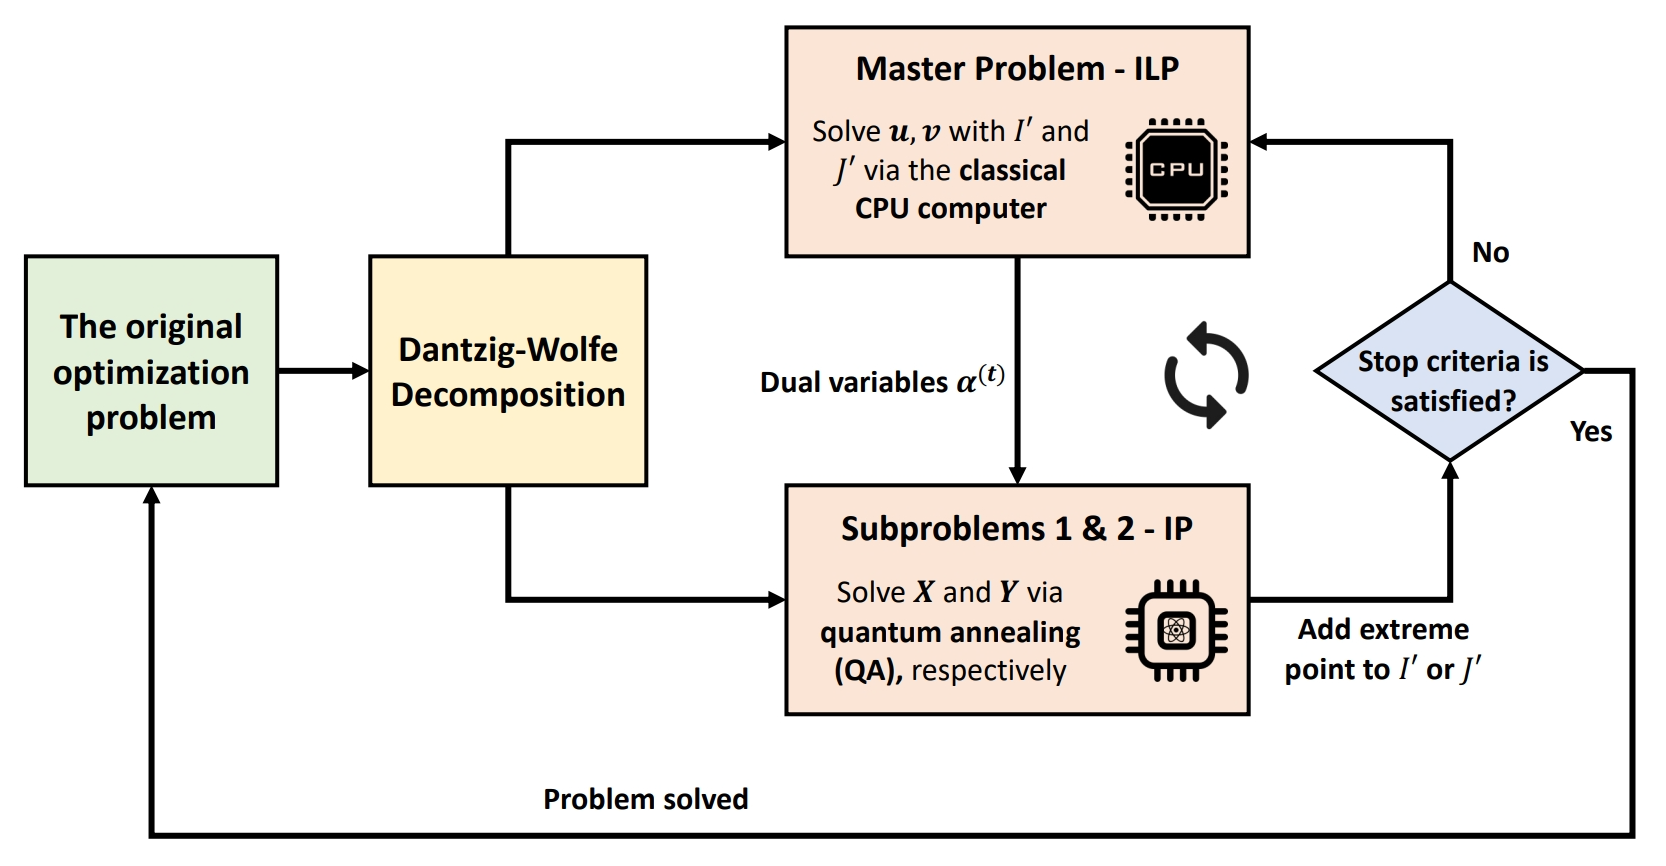 The original
optimization
problem
Dantzig-Wolfe
Decomposition
Master Problem - ILP
Solve u, v with I′ and
J′ via the classical
CPU computer
CPU
Dual variables α⁽ᵗ⁾
Subproblems 1 & 2 - IP
Solve X and Y via
quantum annealing
(QA), respectively
Add extreme
point to I′ or J′
Stop criteria is
satisfied?
No
Yes
Problem solved